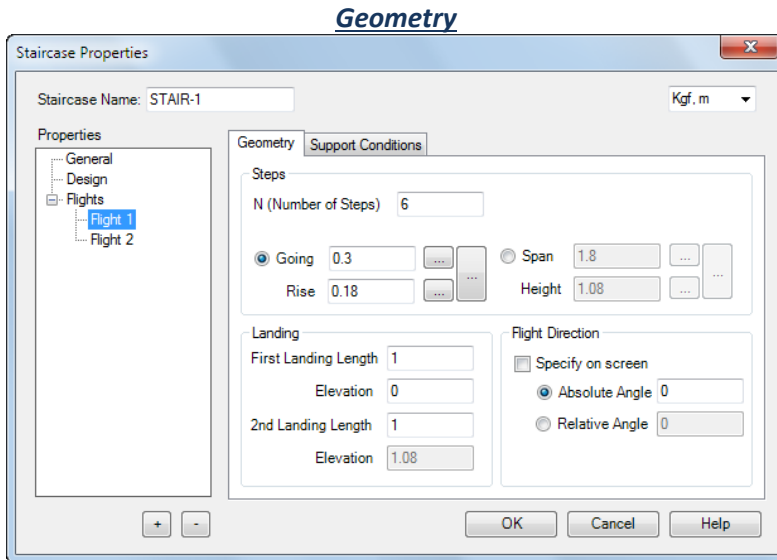 Geometry
Staircase Properties
x
Staircase Name: STAIR-1
Kgf, m
Properties
General
Design
Flights
Flight 1
Flight 2
Geometry Support Conditions
Steps
N (Number of Steps) 6
Going 0.3 ... ... Span 1.8 ... ...
Rise 0.18 ... Height 1.08 ...
Landing
First Landing Length 1
Elevation 0
2nd Landing Length 1
Elevation 1.08
Flight Direction
Specify on screen
Absolute Angle 0
Relative Angle 0
+ -
OK Cancel Help